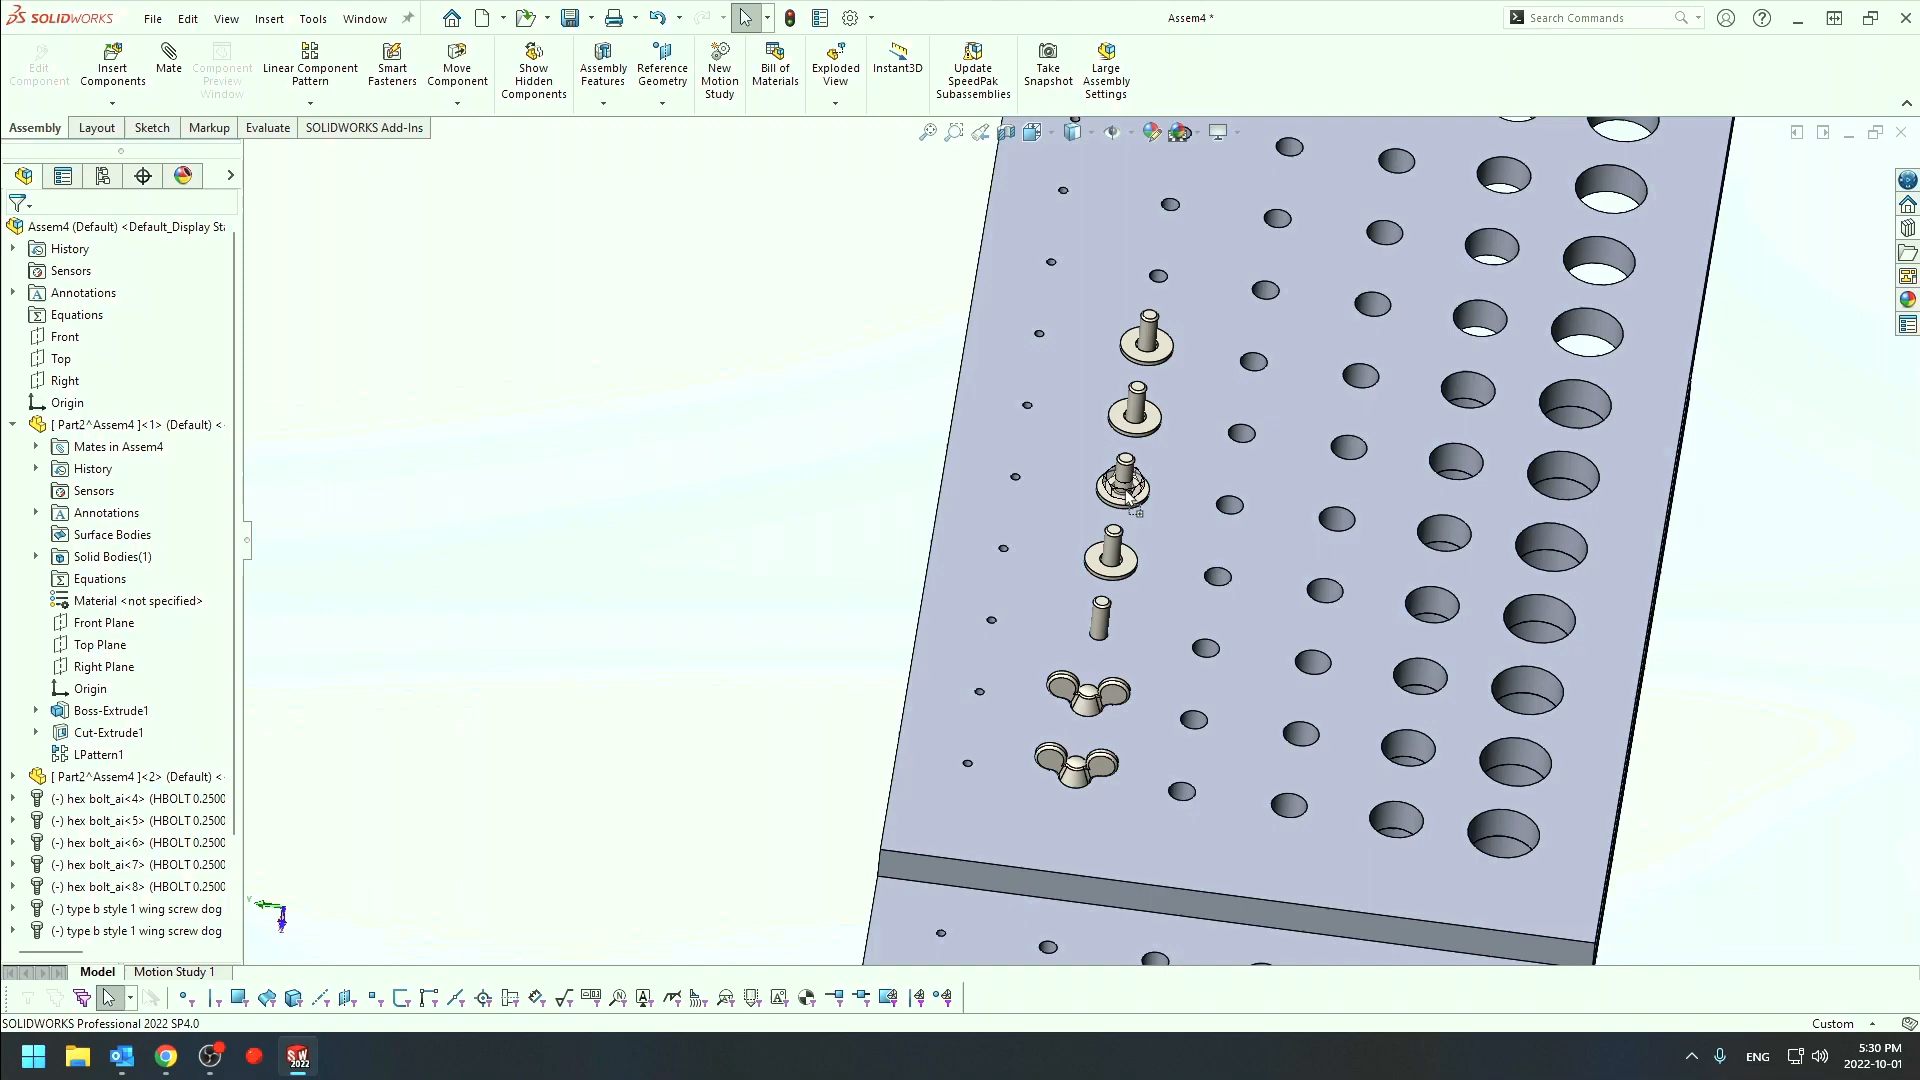 SOLIDWORKS
File Edit View Insert Tools Window
Assem4 *
Search Commands
Edit Component
Insert Components
Mate
Component Preview Window
Linear Component Pattern
Smart Fasteners
Move Component
Show Hidden Components
Assembly Features
Reference Geometry
New Motion Study
Bill of Materials
Exploded View
Instant3D
Update SpeedPak Subassemblies
Take Snapshot
Large Assembly Settings
Assembly Layout Sketch Markup Evaluate SOLIDWORKS Add-Ins
Assem4 (Default) <Default_Display Sta
History
Sensors
Annotations
Equations
Front
Top
Right
Origin
[ Part2^Assem4 ]<1> (Default) <
Mates in Assem4
History
Sensors
Annotations
Surface Bodies
Solid Bodies(1)
Equations
Material <not specified>
Front Plane
Top Plane
Right Plane
Origin
Boss-Extrude1
Cut-Extrude1
LPattern1
[ Part2^Assem4 ]<2> (Default) <
(-) hex bolt_ai<4> (HBOLT 0.2500
(-) hex bolt_ai<5> (HBOLT 0.2500
(-) hex bolt_ai<6> (HBOLT 0.2500
(-) hex bolt_ai<7> (HBOLT 0.2500
(-) hex bolt_ai<8> (HBOLT 0.2500
(-) type b style 1 wing screw dog
(-) type b style 1 wing screw dog
Model Motion Study 1
SOLIDWORKS Professional 2022 SP4.0
Custom
ENG
5:30 PM
2022-10-01